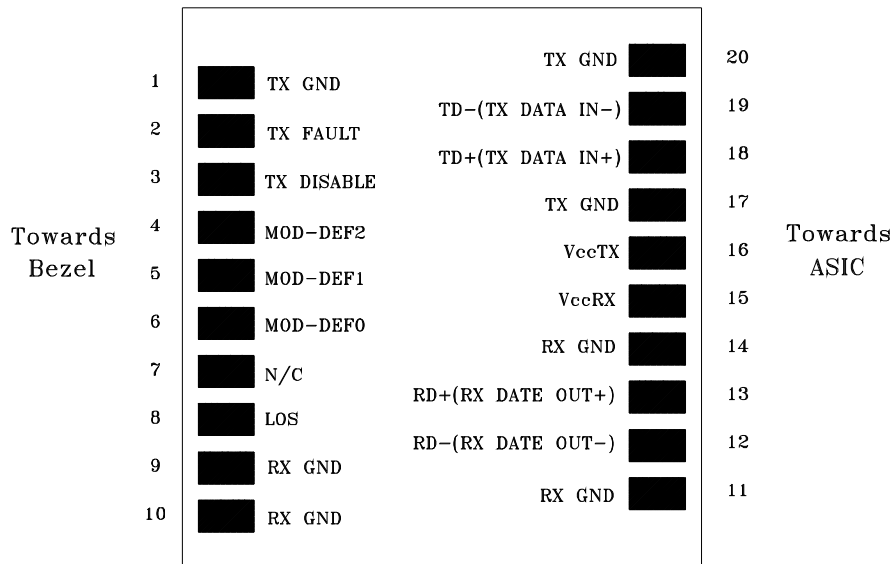 TX GND 20
1 TX GND
TD-(TX DATA IN-) 19
2 TX FAULT
TD+(TX DATA IN+) 18
3 TX DISABLE
TX GND 17
4 MOD-DEF2
Towards
Bezel
VccTX 16
Towards
ASIC
5 MOD-DEF1
VccRX 15
6 MOD-DEF0
RX GND 14
7 N/C
RD+(RX DATE OUT+) 13
8 LOS
RD-(RX DATE OUT-) 12
9 RX GND
RX GND 11
10 RX GND